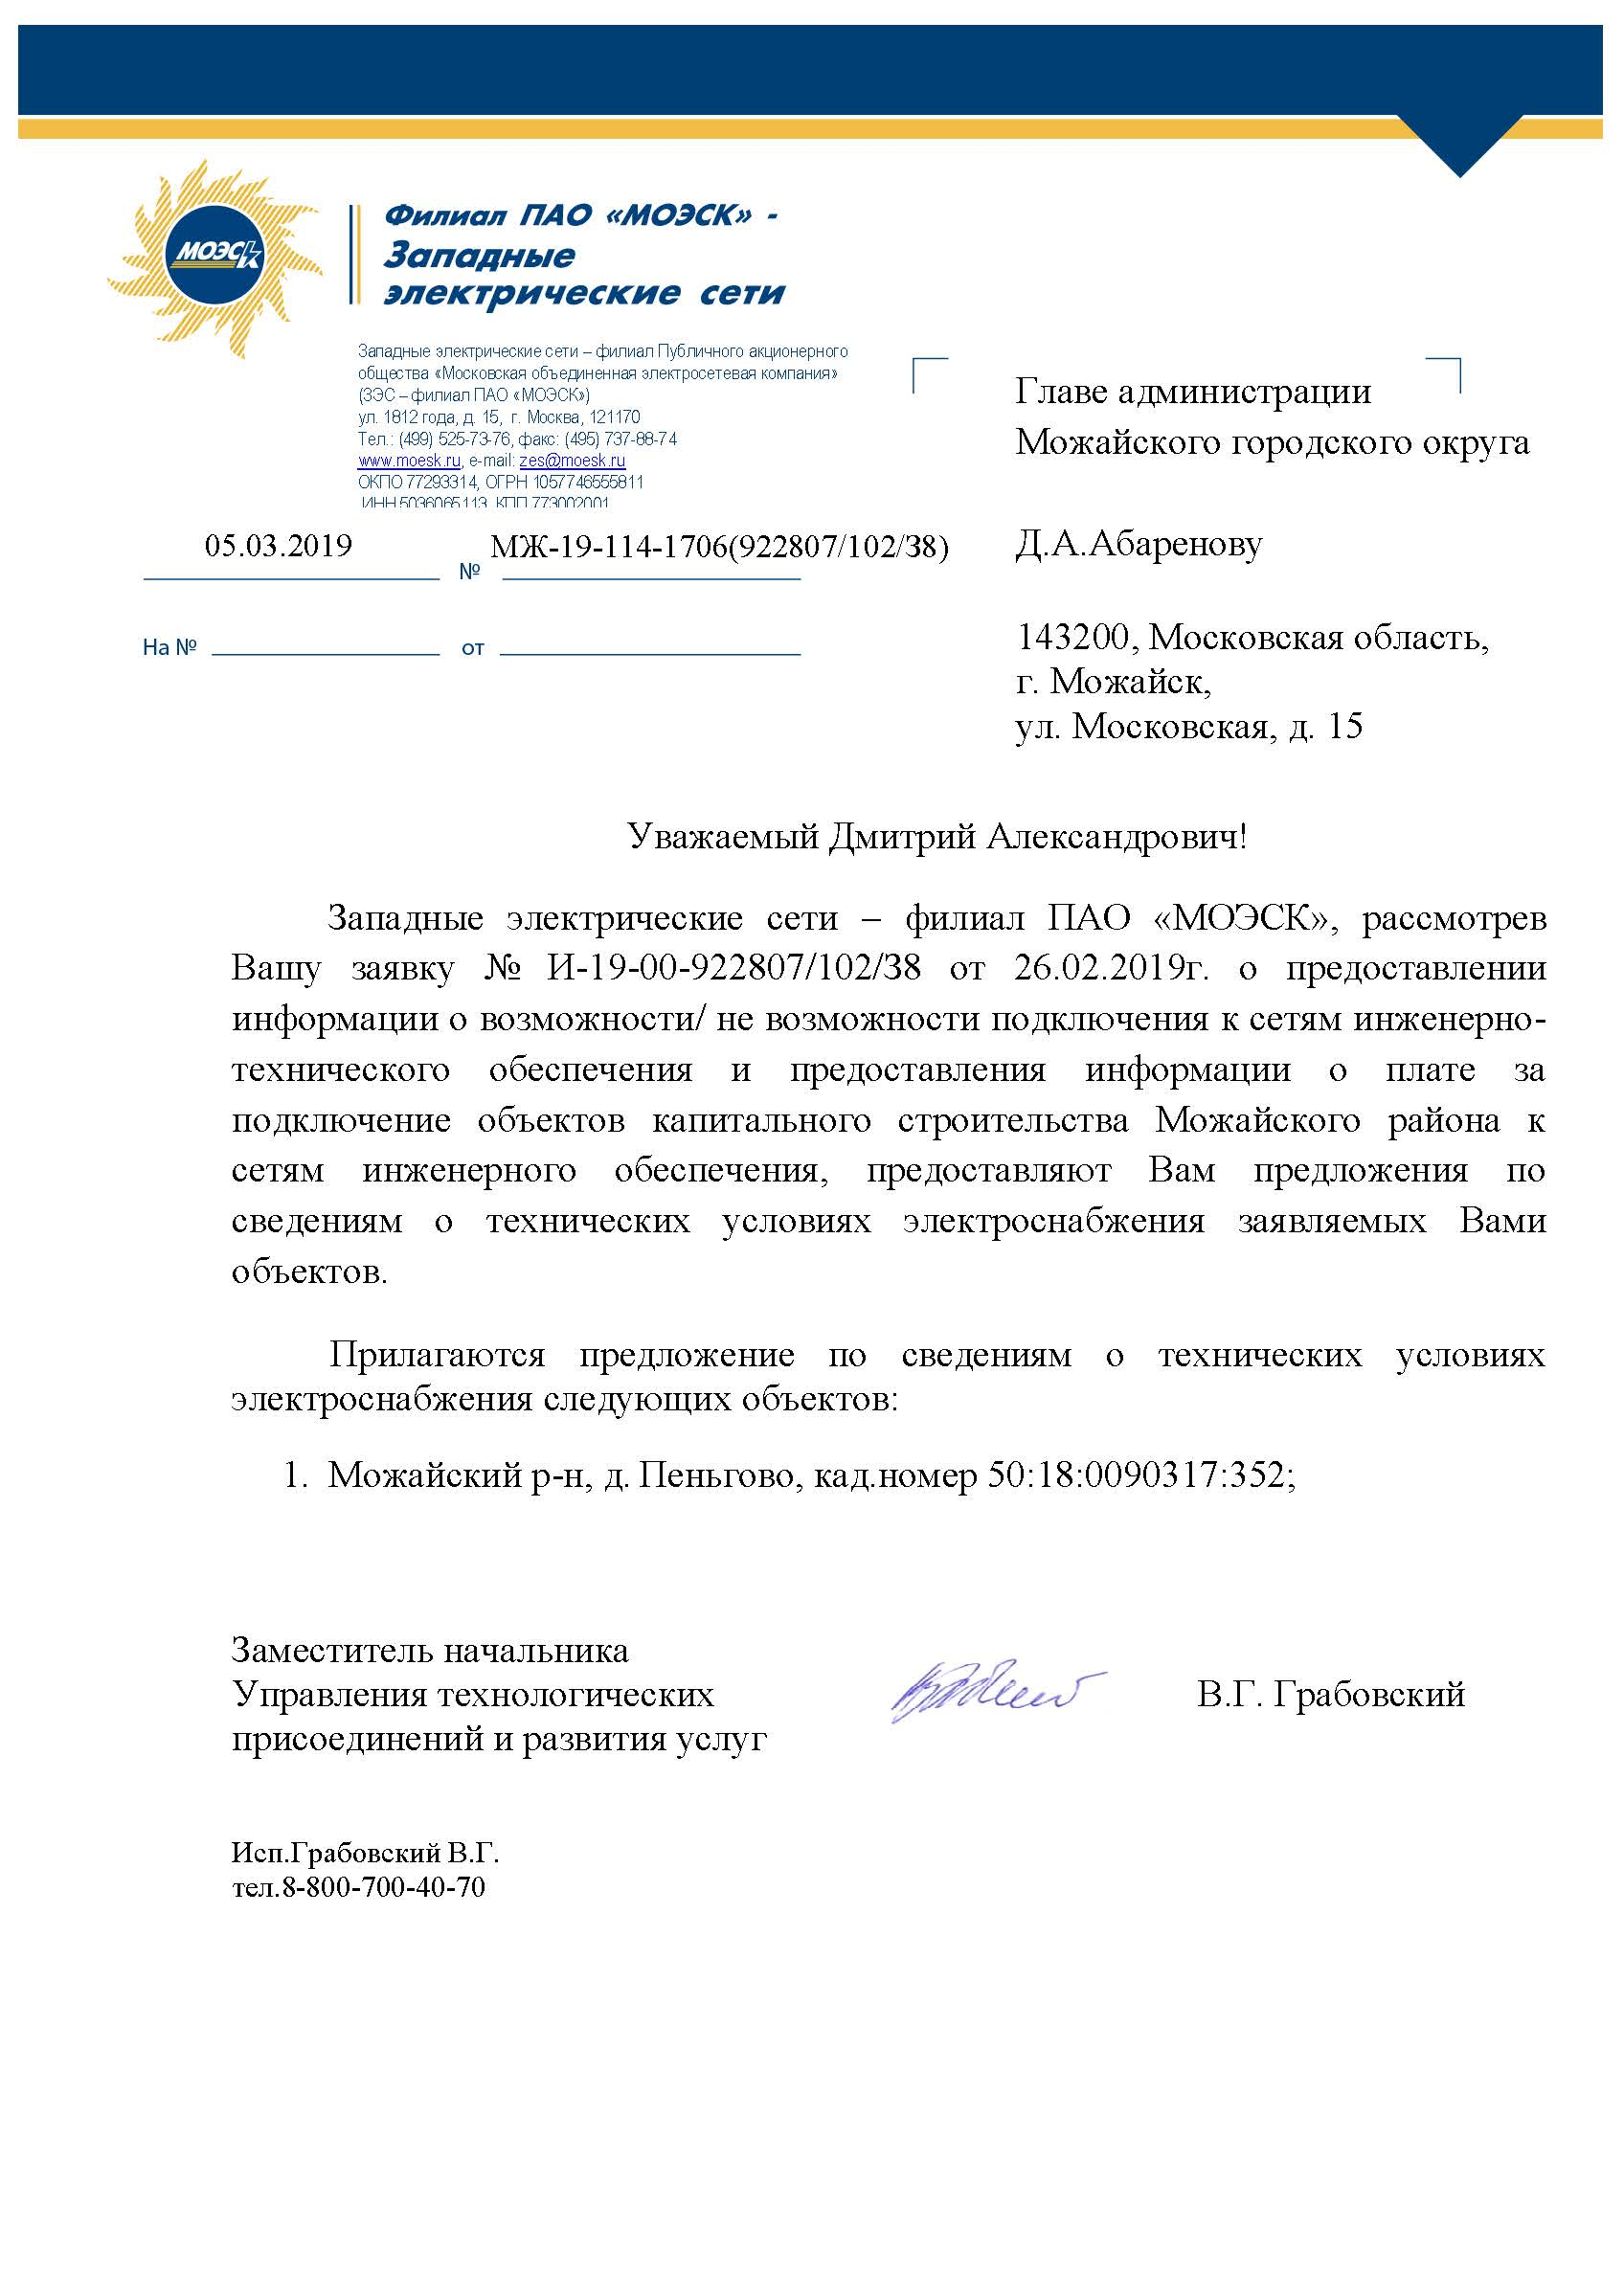 МОЭСК
Филиал ПАО «МОЭСК» -
Западные
электрические сети
Западные электрические сети – филиал Публичного акционерного
общества «Московская объединенная электросетевая компания»
(ЗЭС – филиал ПАО «МОЭСК»)
ул. 1812 года, д. 15, г. Москва, 121170
Тел.: (499) 525-73-76, факс: (495) 737-88-74
www.moesk.ru, e-mail: zes@moesk.ru
ОКПО 77293314, ОГРН 1057746555811
ИНН 5036065113, КПП 773002001
Главе администрации
Можайского городского округа
Д.А.Абаренову
143200, Московская область,
г. Можайск,
ул. Московская, д. 15
05.03.2019 № МЖ-19-114-1706(922807/102/38)
На № от
Уважаемый Дмитрий Александрович!
Западные электрические сети – филиал ПАО «МОЭСК», рассмотрев
Вашу заявку № И-19-00-922807/102/38 от 26.02.2019г. о предоставлении
информации о возможности/ не возможности подключения к сетям инженерно-
технического обеспечения и предоставления информации о плате за
подключение объектов капитального строительства Можайского района к
сетям инженерного обеспечения, предоставляют Вам предложения по
сведениям о технических условиях электроснабжения заявляемых Вами
объектов.
Прилагаются предложение по сведениям о технических условиях
электроснабжения следующих объектов:
1. Можайский р-н, д. Пеньгово, кад.номер 50:18:0090317:352;
Заместитель начальника
Управления технологических
присоединений и развития услуг
В.Г. Грабовский
Исп.Грабовский В.Г.
тел.8-800-700-40-70